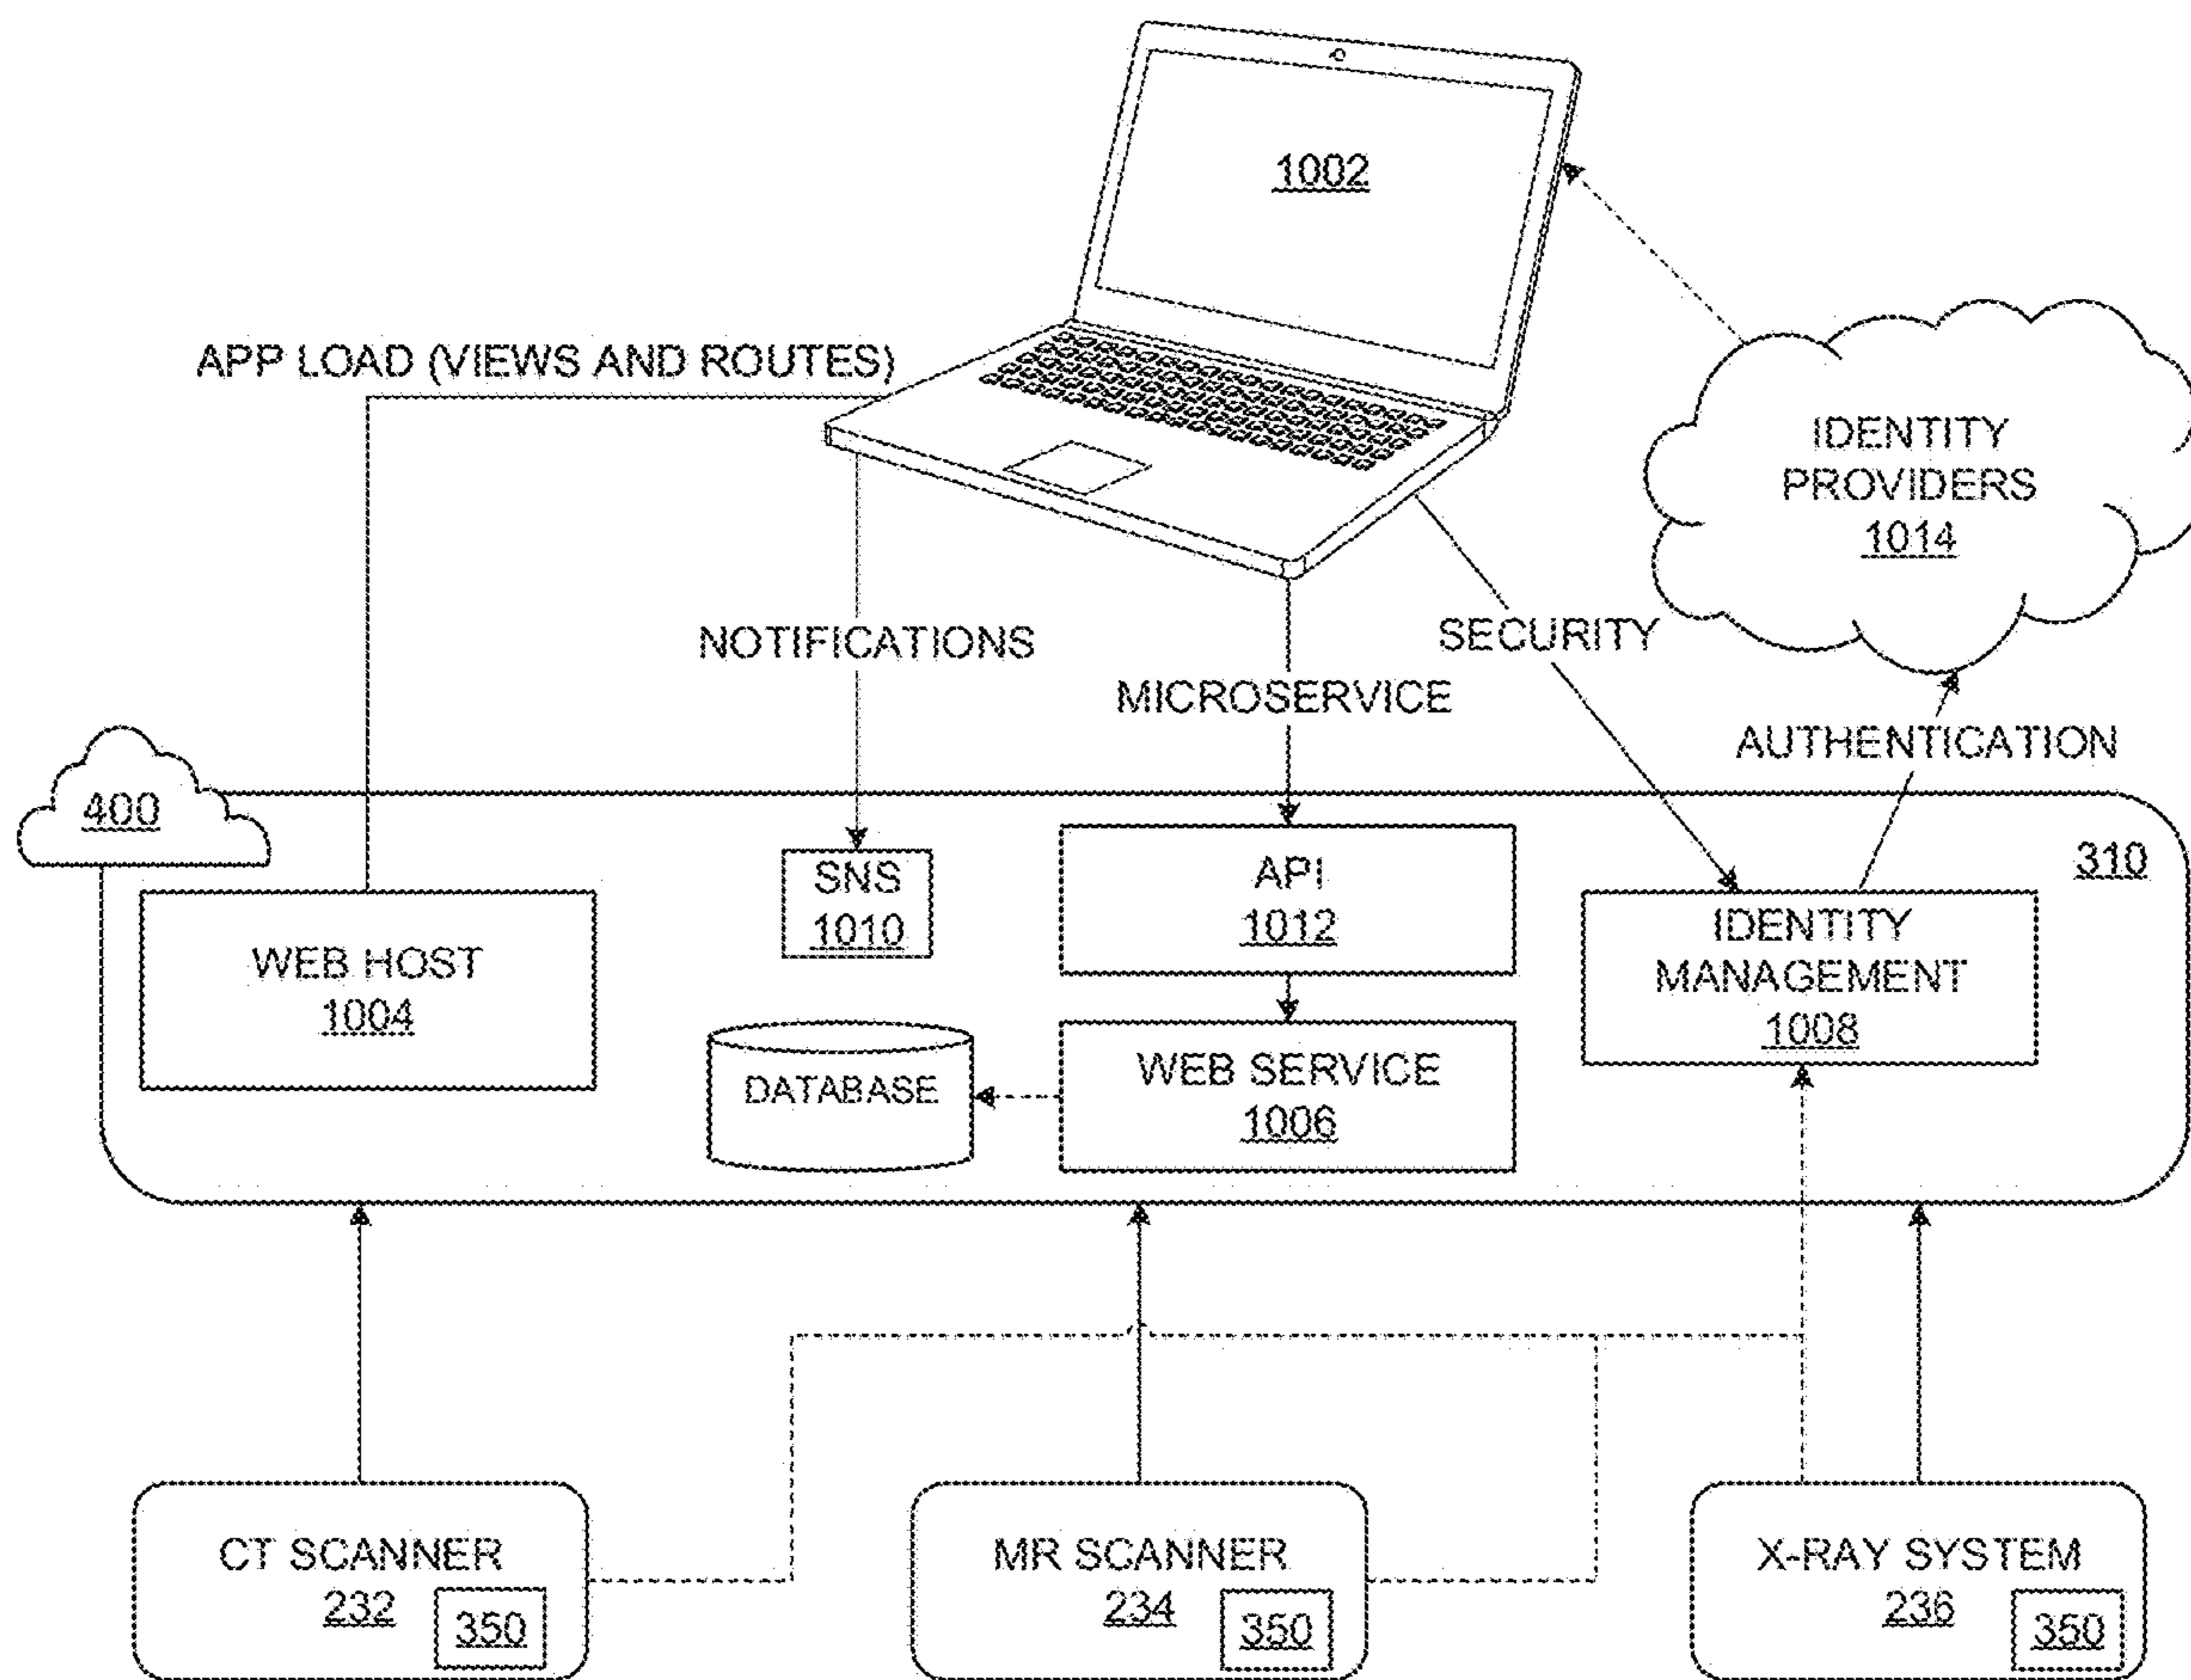 1002
APP LOAD (VIEWS AND ROUTES)
IDENTITY
PROVIDERS
1014
NOTIFICATIONS
SECURITY
MICROSERVICE
AUTHENTICATION
400
310
SNS
1010
API
1012
IDENTITY
MANAGEMENT
1008
WEB HOST
1004
DATABASE
WEB SERVICE
1006
CT SCANNER
232
350
MR SCANNER
234
350
X-RAY SYSTEM
236
350